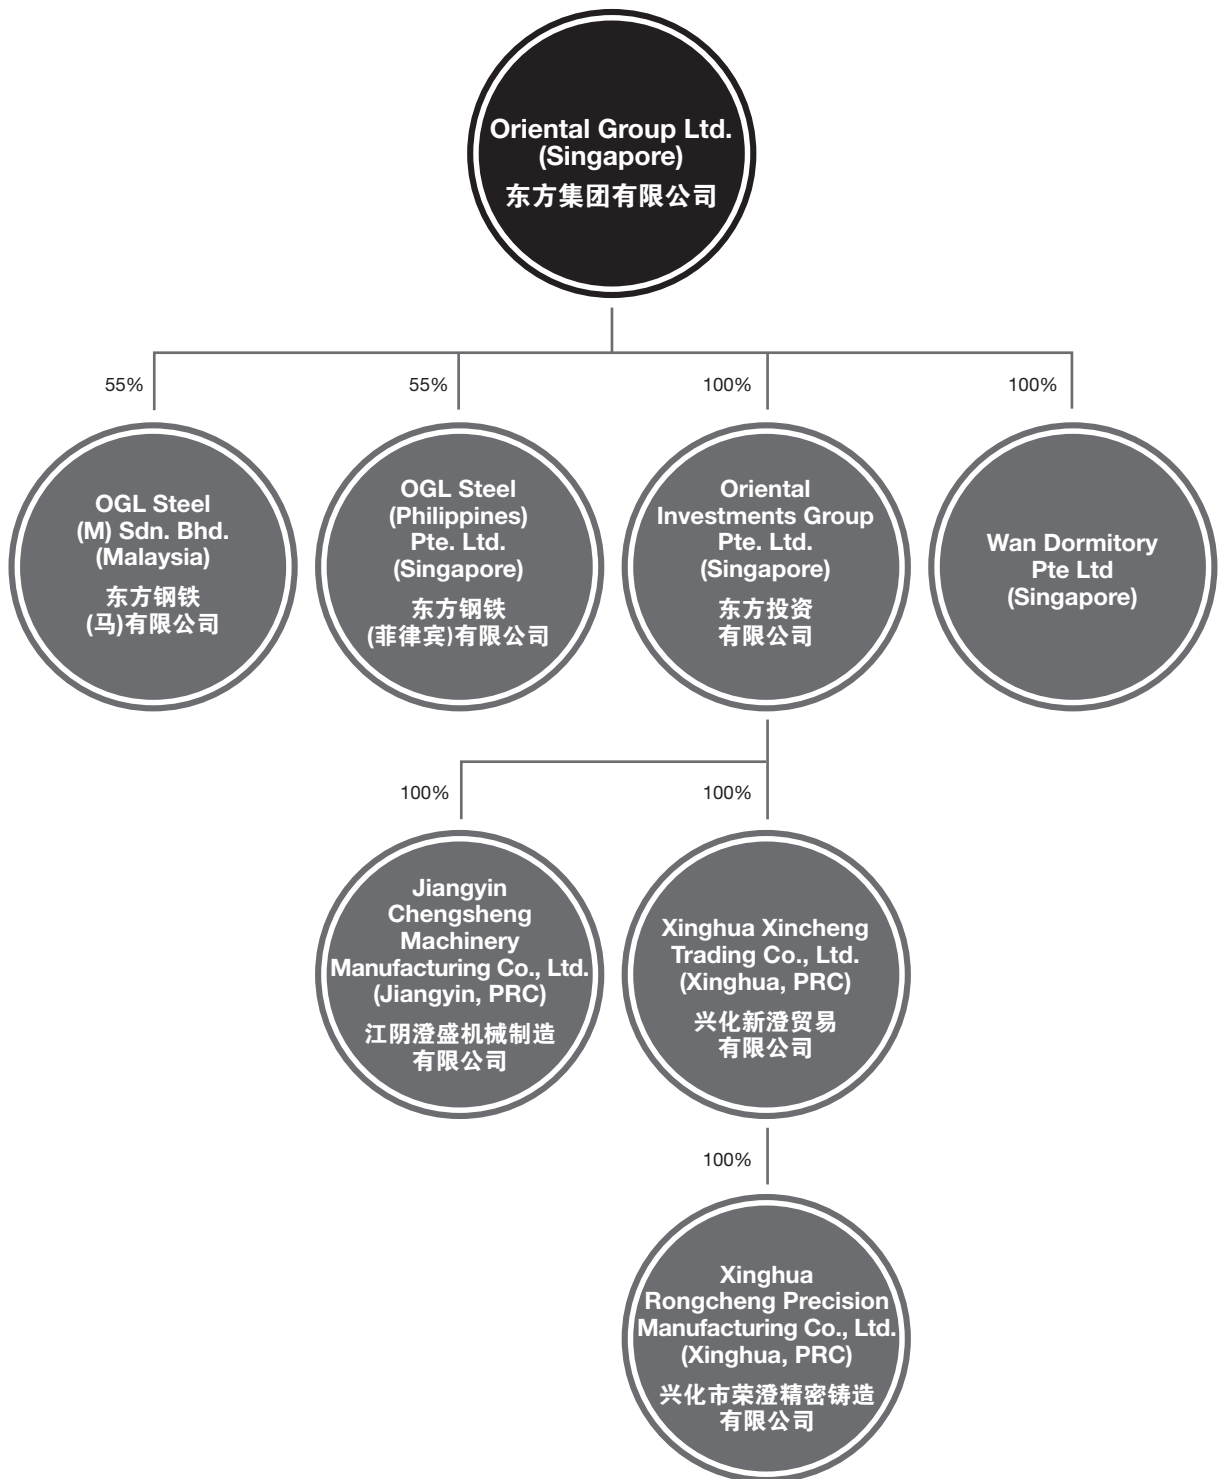 Oriental Group Ltd.
(Singapore)
东方集团有限公司
55%
55%
100%
100%
OGL Steel
(M) Sdn. Bhd.
(Malaysia)
东方钢铁
(马)有限公司
OGL Steel
(Philippines)
Pte. Ltd.
(Singapore)
东方钢铁
(菲律宾)有限公司
Oriental
Investments Group
Pte. Ltd.
(Singapore)
东方投资
有限公司
Wan Dormitory
Pte Ltd
(Singapore)
100%
100%
Jiangyin
Chengsheng
Machinery
Manufacturing Co., Ltd.
(Jiangyin, PRC)
江阴澄盛机械制造
有限公司
Xinghua Xincheng
Trading Co., Ltd.
(Xinghua, PRC)
兴化新澄贸易
有限公司
100%
Xinghua
Rongcheng Precision
Manufacturing Co., Ltd.
(Xinghua, PRC)
兴化市荣澄精密铸造
有限公司